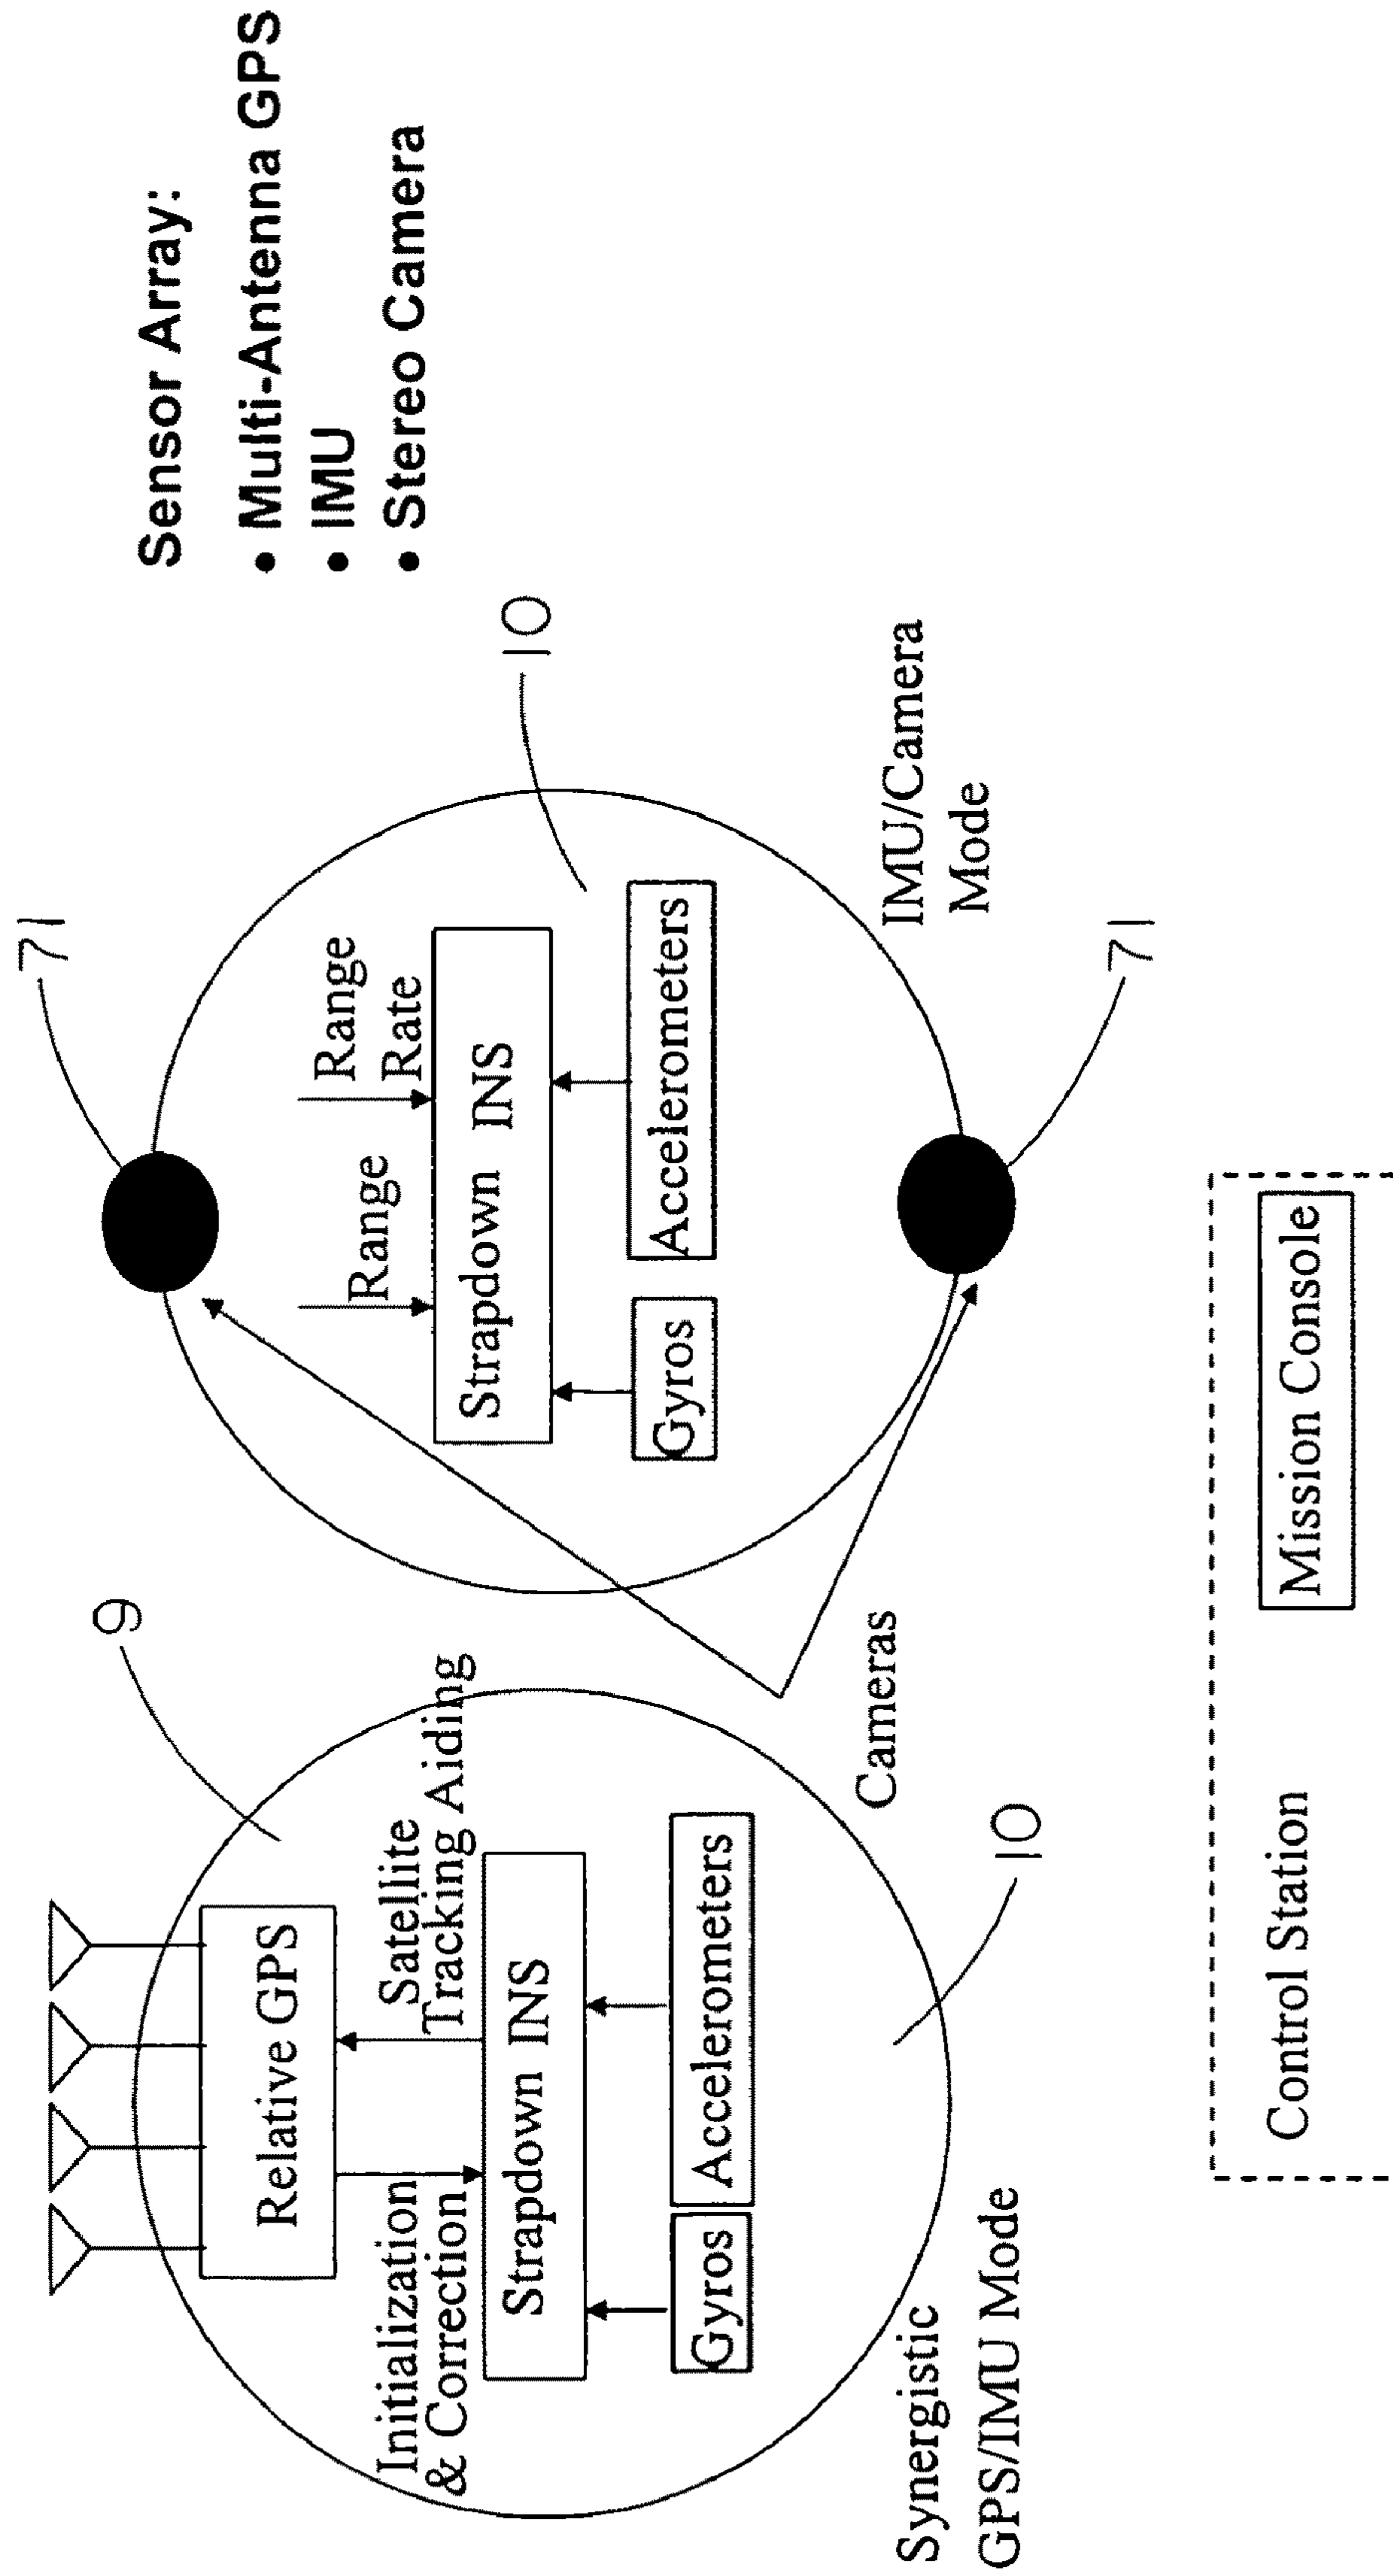 Sensor Array:
• Multi-Antenna GPS
• IMU
• Stereo Camera
9
Relative GPS
Initialization
& Correction
Satellite
Tracking Aiding
Strapdown INS
Gyros
Accelerometers
10
Synergistic
GPS/IMU Mode
71
Range
Range
Rate
Strapdown INS
Gyros
Accelerometers
10
Cameras
IMU/Camera
Mode
71
Control Station
Mission Console